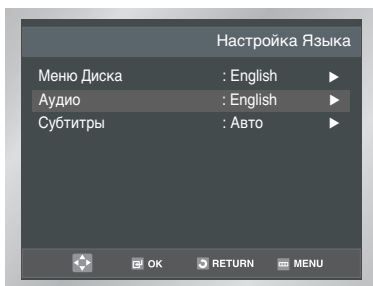 Настройка Языка
Меню Диска : English ►
Аудио : English ►
Субтитры : Авто ►
OK RETURN MENU